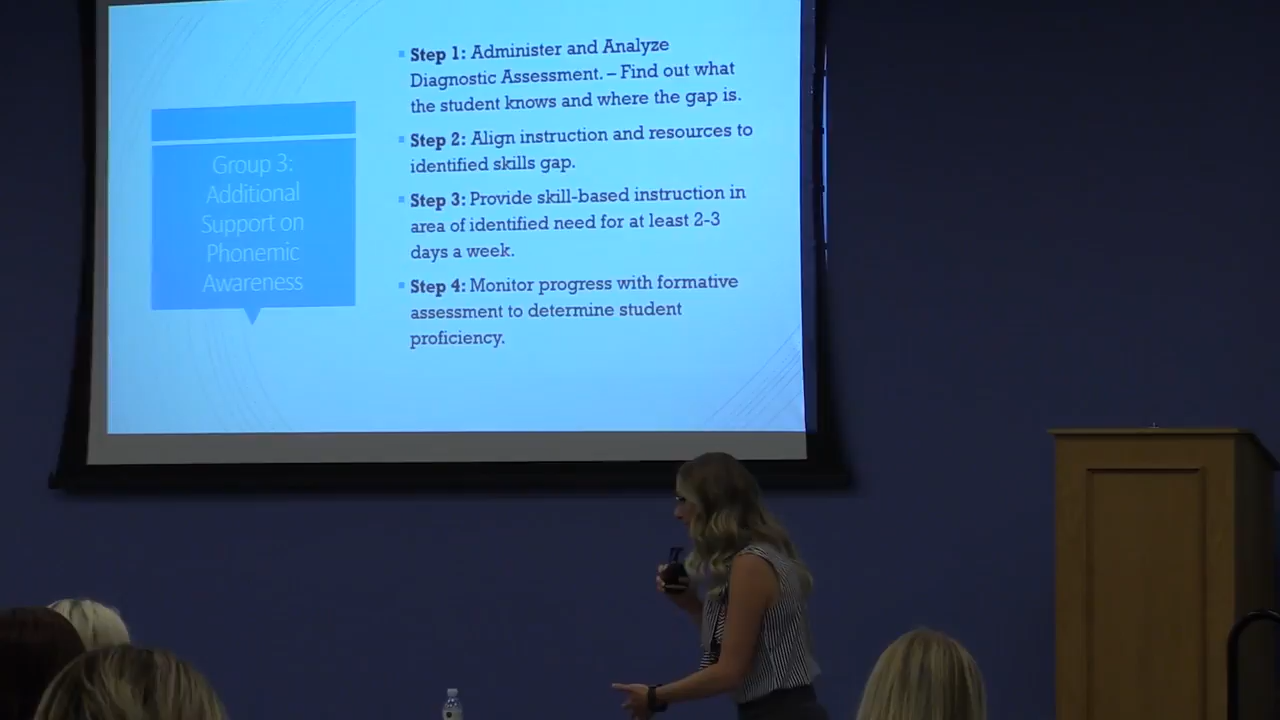 Group 3:
Additional
Support on
Phonemic
Awareness
Step 1: Administer and Analyze
Diagnostic Assessment. – Find out what
the student knows and where the gap is.
Step 2: Align instruction and resources to
identified skills gap.
Step 3: Provide skill-based instruction in
area of identified need for at least 2-3
days a week.
Step 4: Monitor progress with formative
assessment to determine student
proficiency.